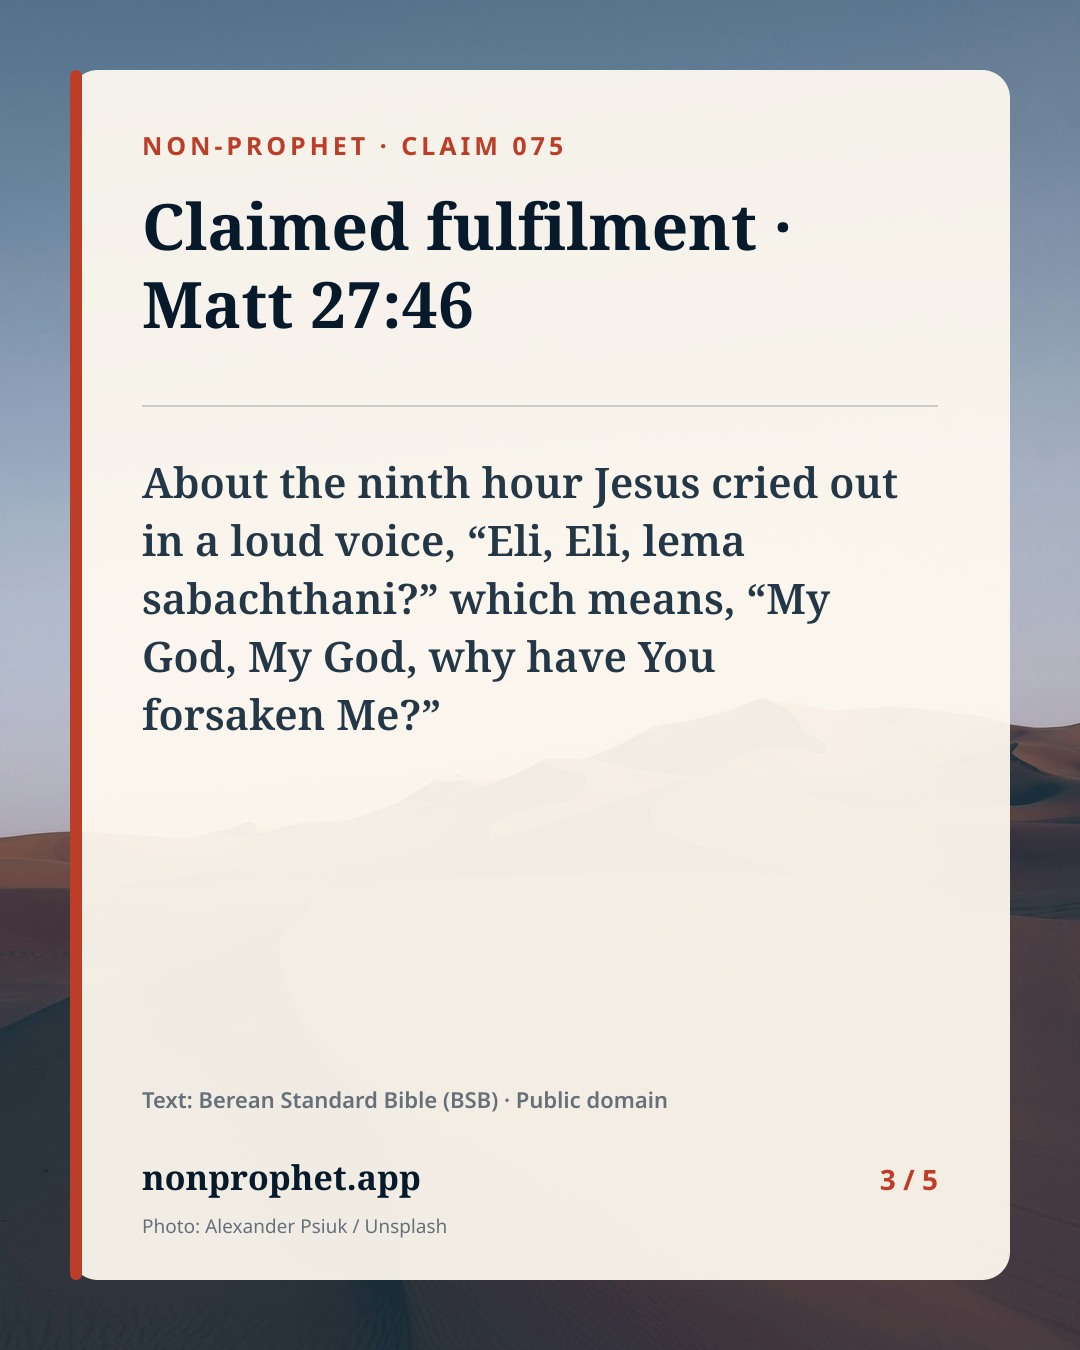 NON-PROPHET · CLAIM 075
Claimed fulfilment ·
Matt 27:46
About the ninth hour Jesus cried out
in a loud voice, “Eli, Eli, lema
sabachthani?” which means, “My
God, My God, why have You
forsaken Me?”
Text: Berean Standard Bible (BSB) · Public domain
nonprophet.app
3 / 5
Photo: Alexander Psiuk / Unsplash